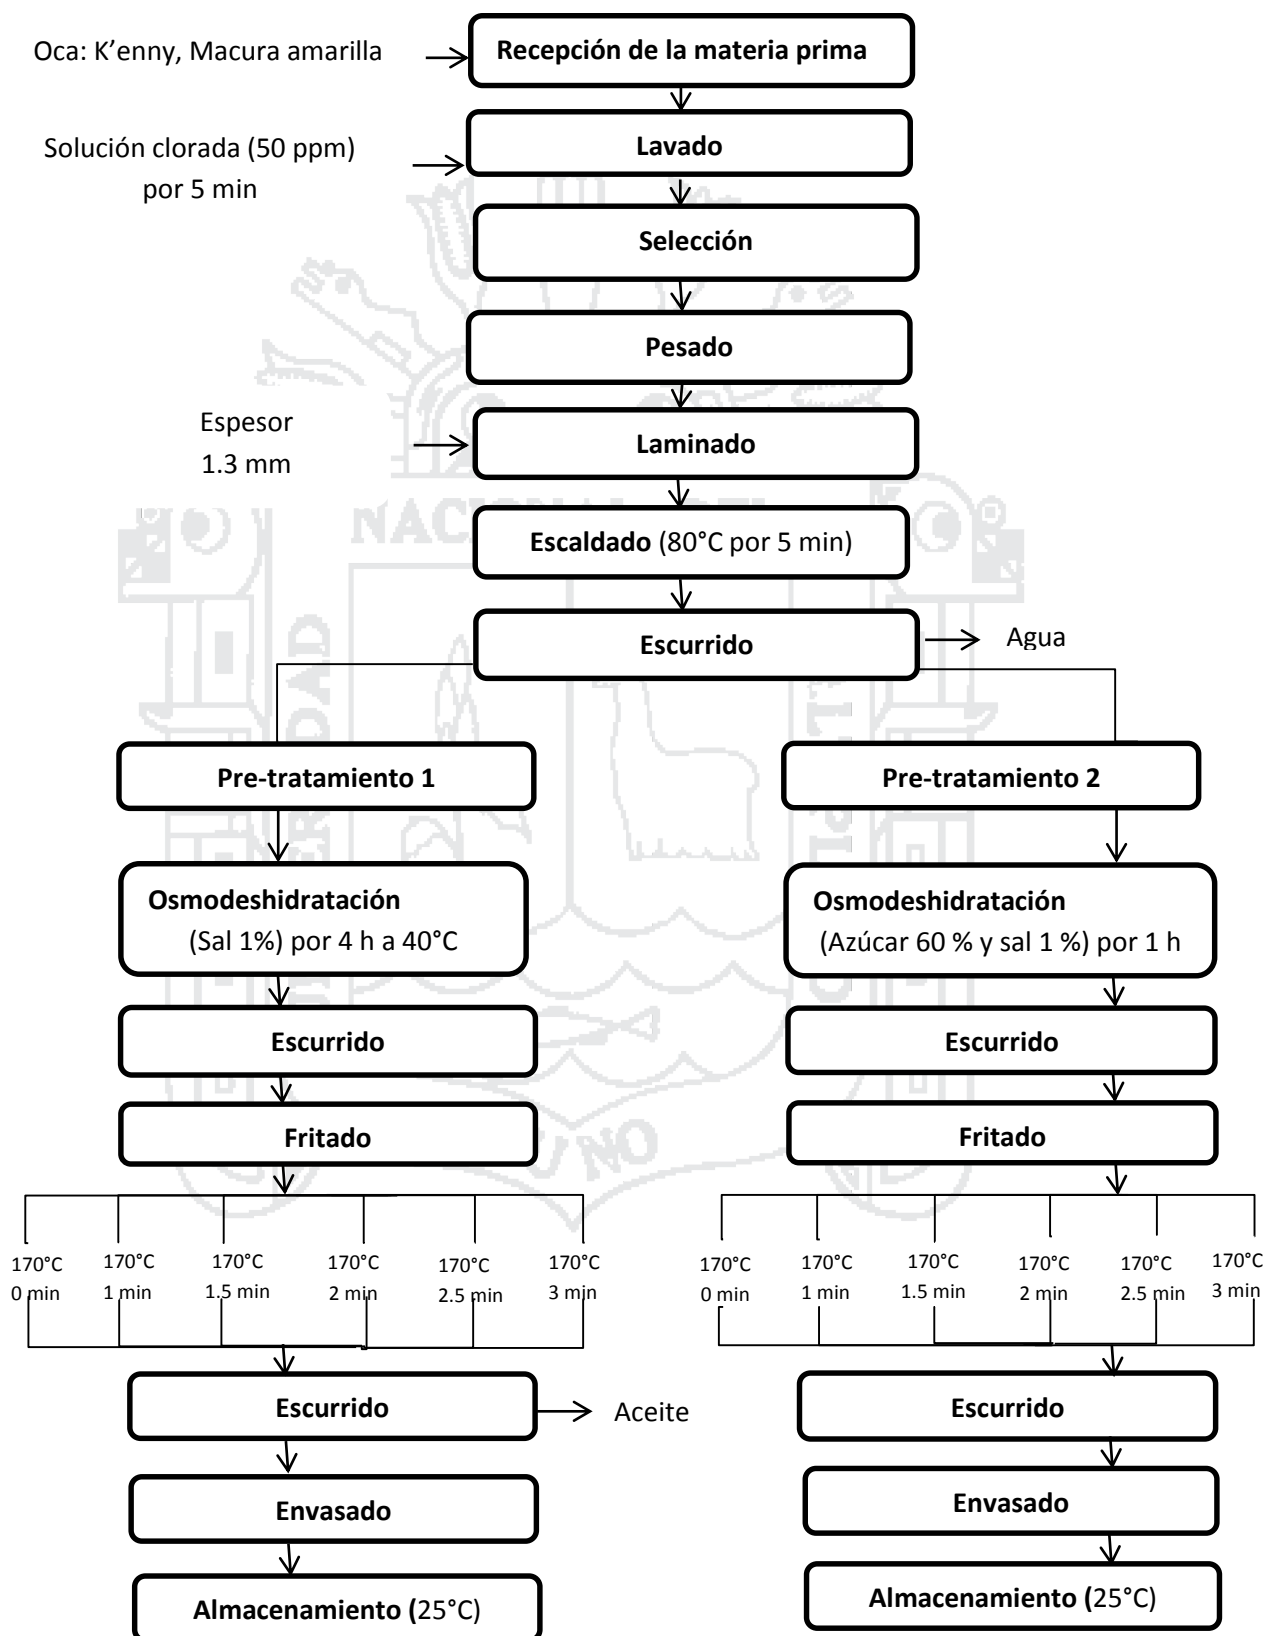 Oca: K’enny, Macura amarilla
Recepción de la materia prima
Solución clorada (50 ppm)
por 5 min
Lavado
Selección
Pesado
Espesor
1.3 mm
Laminado
NACIONAL DEL
Escaldado (80°C por 5 min)
Escurrido
Agua
Pre-tratamiento 1
Pre-tratamiento 2
Osmodeshidratación
(Sal 1%) por 4 h a 40°C
Osmodeshidratación
(Azúcar 60 % y sal 1 %) por 1 h
Escurrido
Escurrido
Fritado
Fritado
PUNO
170°C
0 min
170°C
1 min
170°C
1.5 min
170°C
2 min
170°C
2.5 min
170°C
3 min
170°C
0 min
170°C
1 min
170°C
1.5 min
170°C
2 min
170°C
2.5 min
170°C
3 min
Escurrido
Aceite
Escurrido
Envasado
Envasado
Almacenamiento (25°C)
Almacenamiento (25°C)